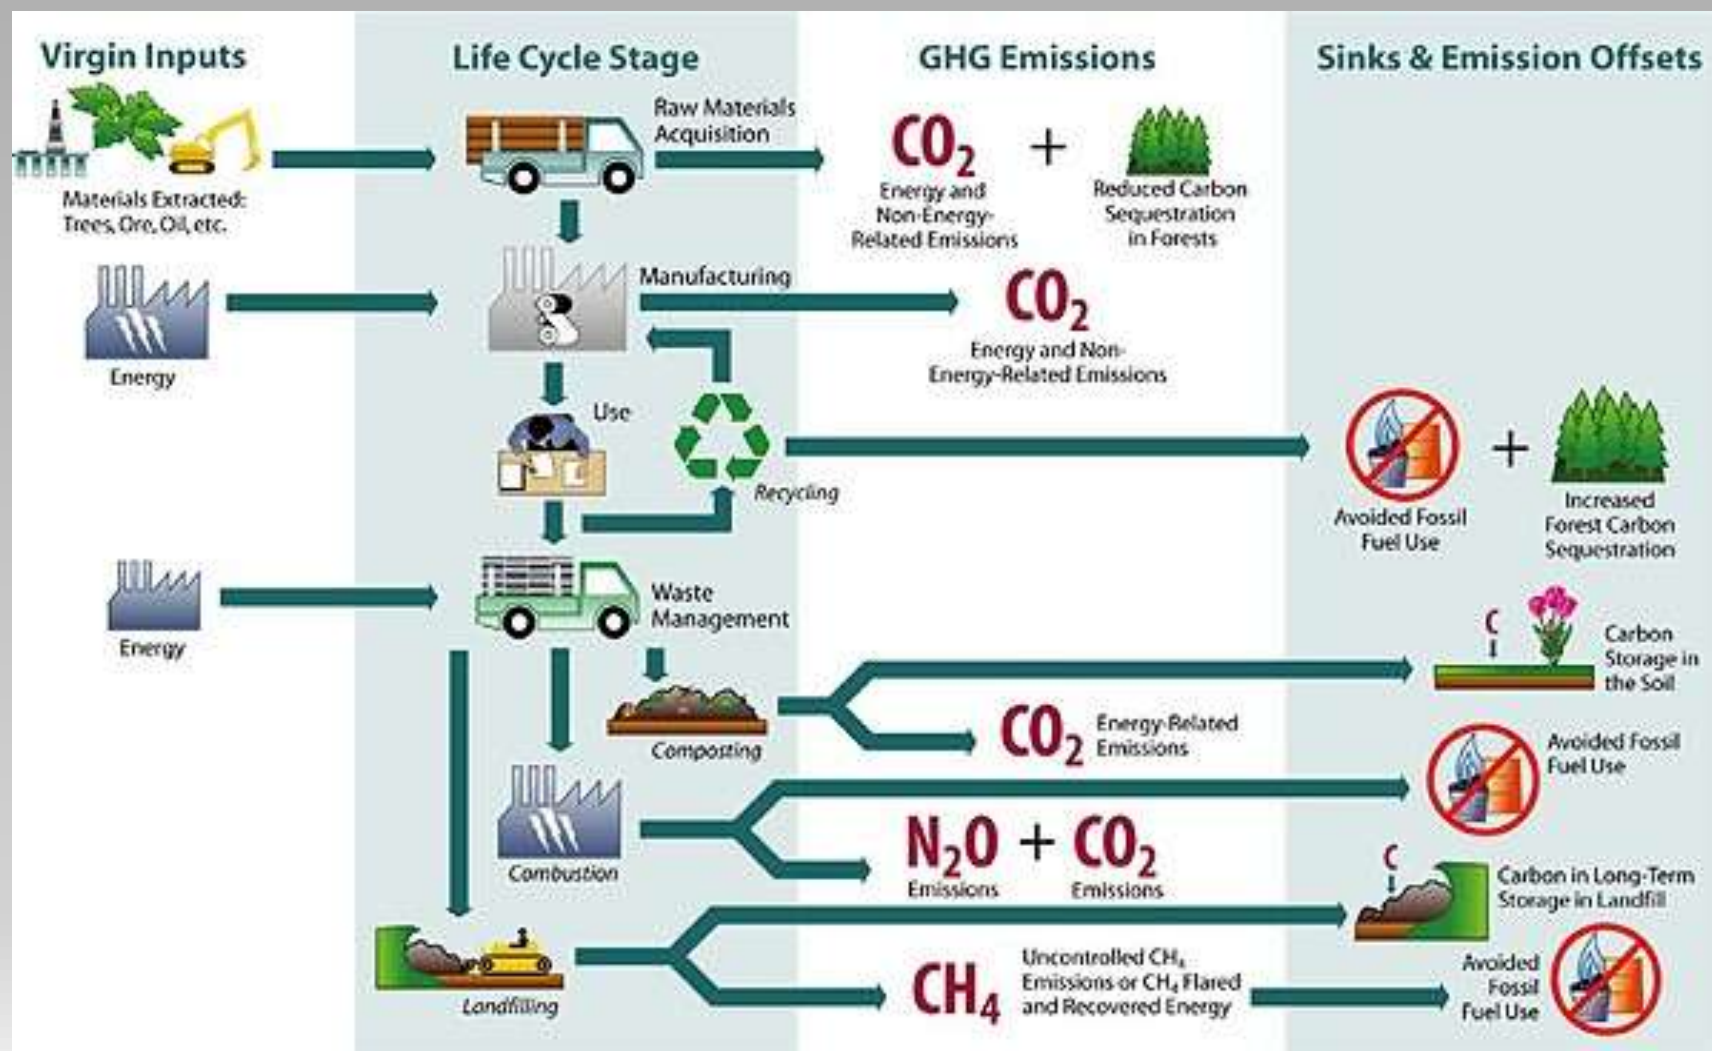 Virgin Inputs
Life Cycle Stage
GHG Emissions
Sinks & Emission Offsets
Materials Extracted:
Trees, Ore, Oil, etc.
Raw Materials
Acquisition
CO2
Energy and
Non-Energy-
Related Emissions
+
Reduced Carbon
Sequestration
in Forests
Energy
Manufacturing
CO2
Energy and Non-
Energy-Related Emissions
Use
Recycling
Avoided Fossil
Fuel Use
+
Increased
Forest Carbon
Sequestration
Energy
Waste
Management
Composting
C
Carbon
Storage in
the Soil
CO2
Energy-Related
Emissions
Combustion
Avoided Fossil
Fuel Use
N2O + CO2
Emissions
Emissions
Landfilling
C
Carbon in Long-Term
Storage in Landfill
CH4
Uncontrolled CH4
Emissions or CH4 Flared
and Recovered Energy
Avoided
Fossil
Fuel Use